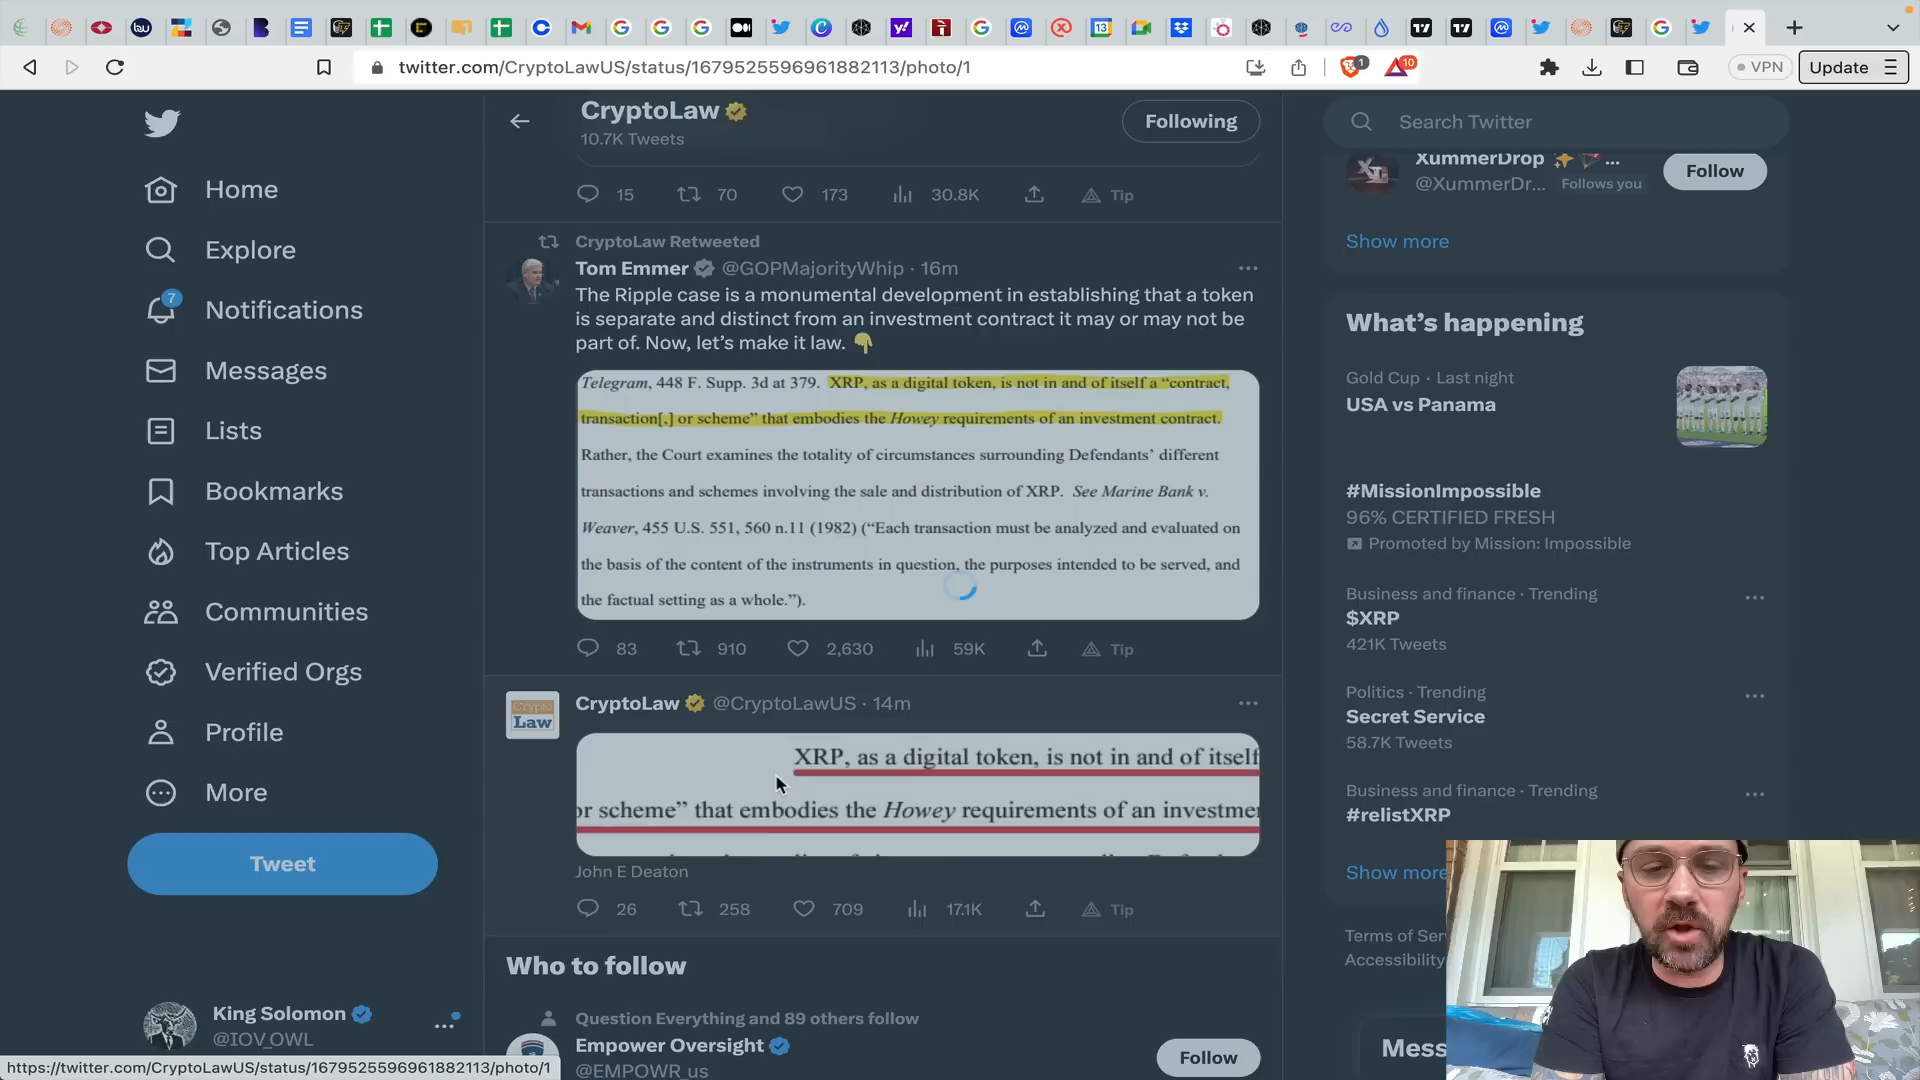 twitter.com/CryptoLawUS/status/1679525596961882113/photo/1
1
10
VPN
Update
Home
Explore
7
Notifications
Messages
Lists
Bookmarks
Top Articles
Communities
Verified Orgs
Profile
More
Tweet
King Solomon
@IOV_OWL
https://twitter.com/CryptoLawUS/status/1679525596961882113/photo/1
CryptoLaw
10.7K Tweets
Following
15 70 173 30.8K Tip
CryptoLaw Retweeted
Tom Emmer @GOPMajorityWhip · 16m
The Ripple case is a monumental development in establishing that a token
is separate and distinct from an investment contract it may or may not be
part of. Now, let’s make it law. 👇
Telegram, 448 F. Supp. 3d at 379. XRP, as a digital token, is not in and of itself a “contract,
transaction[,] or scheme” that embodies the Howey requirements of an investment contract.
Rather, the Court examines the totality of circumstances surrounding Defendants’ different
transactions and schemes involving the sale and distribution of XRP. See Marine Bank v.
Weaver, 455 U.S. 551, 560 n.11 (1982) (“Each transaction must be analyzed and evaluated on
the basis of the content of the instruments in question, the purposes intended to be served, and
the factual setting as a whole.”).
83 910 2,630 59K Tip
Crypto
Law
CryptoLaw @CryptoLawUS · 14m
XRP, as a digital token, is not in and of itself
or scheme” that embodies the Howey requirements of an investmen
John E Deaton
26 258 709 17.1K Tip
Who to follow
Question Everything and 89 others follow
Empower Oversight
@EMPOWR_us
Follow
Search Twitter
XummerDrop ...
@XummerDr... Follows you
Follow
Show more
What’s happening
Gold Cup · Last night
USA vs Panama
#MissionImpossible
96% CERTIFIED FRESH
Promoted by Mission: Impossible
Business and finance · Trending
$XRP
421K Tweets
Politics · Trending
Secret Service
58.7K Tweets
Business and finance · Trending
#relistXRP
Show more
Terms of Ser
Accessibility
Mess